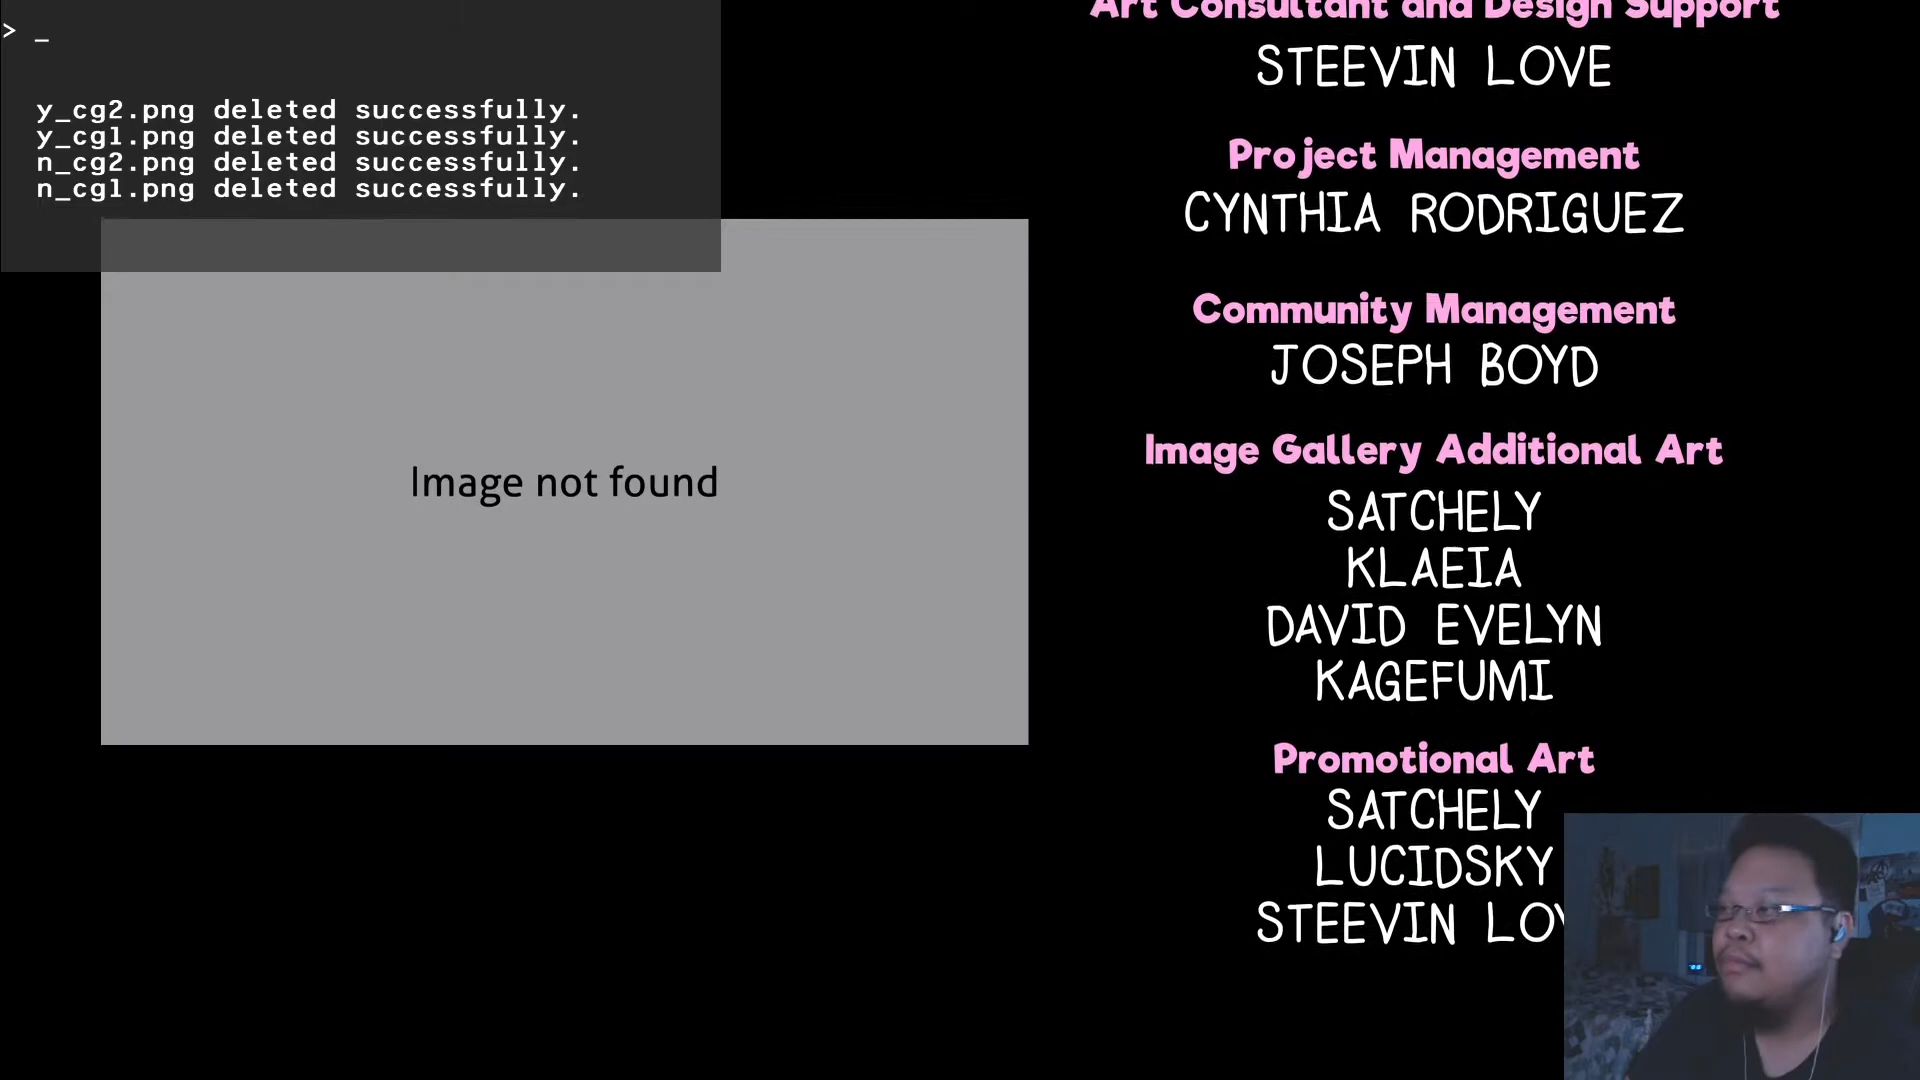 > _
y_cg2.png deleted successfully.
y_cg1.png deleted successfully.
n_cg2.png deleted successfully.
n_cg1.png deleted successfully.
Image not found
Art Consultant and Design Support
STEEVIN LOVE
Project Management
CYNTHIA RODRIGUEZ
Community Management
JOSEPH BOYD
Image Gallery Additional Art
SATCHELY
KLAEIA
DAVID EVELYN
KAGEFUMI
Promotional Art
SATCHELY
LUCIDSKY
STEEVIN LOV